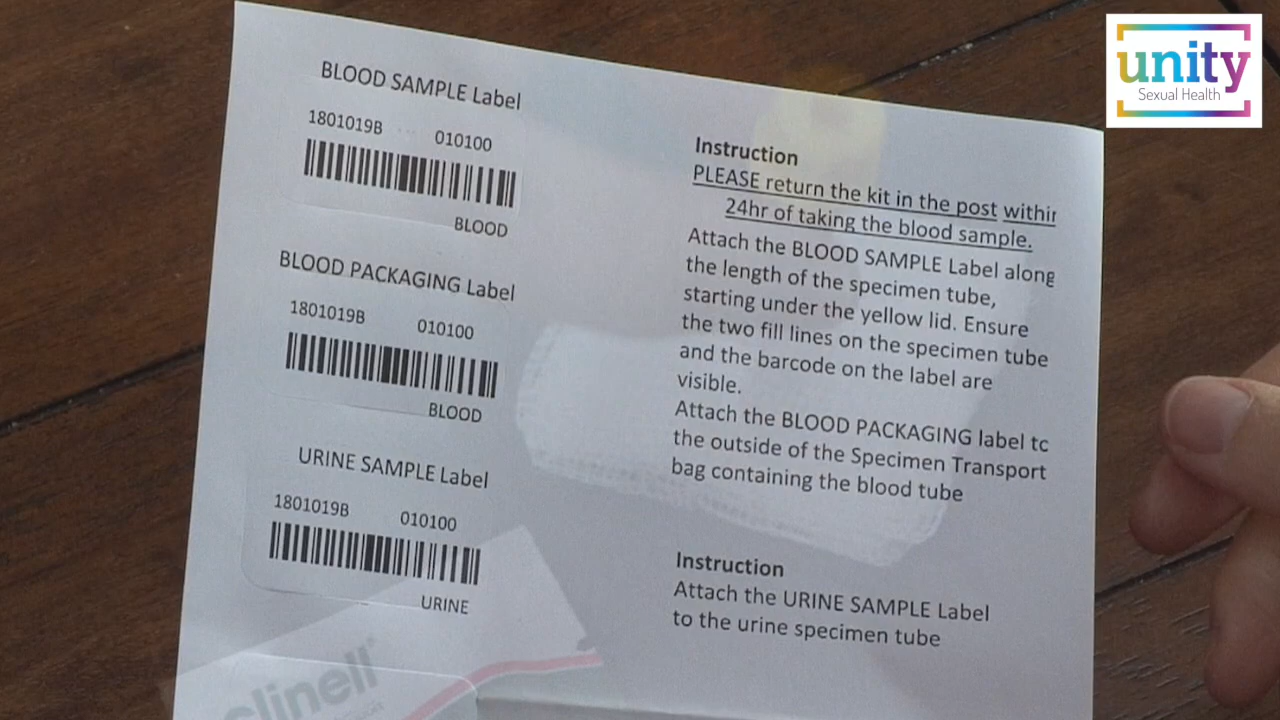 unity
Sexual Health
BLOOD SAMPLE Label
1801019B 010100
BLOOD
BLOOD PACKAGING Label
1801019B 010100
BLOOD
URINE SAMPLE Label
1801019B 010100
URINE
Instruction
PLEASE return the kit in the post within
24hr of taking the blood sample.
Attach the BLOOD SAMPLE Label along
the length of the specimen tube,
starting under the yellow lid. Ensure
the two fill lines on the specimen tube
and the barcode on the label are
visible.
Attach the BLOOD PACKAGING label to
the outside of the Specimen Transport
bag containing the blood tube
Instruction
Attach the URINE SAMPLE Label
to the urine specimen tube
clinell